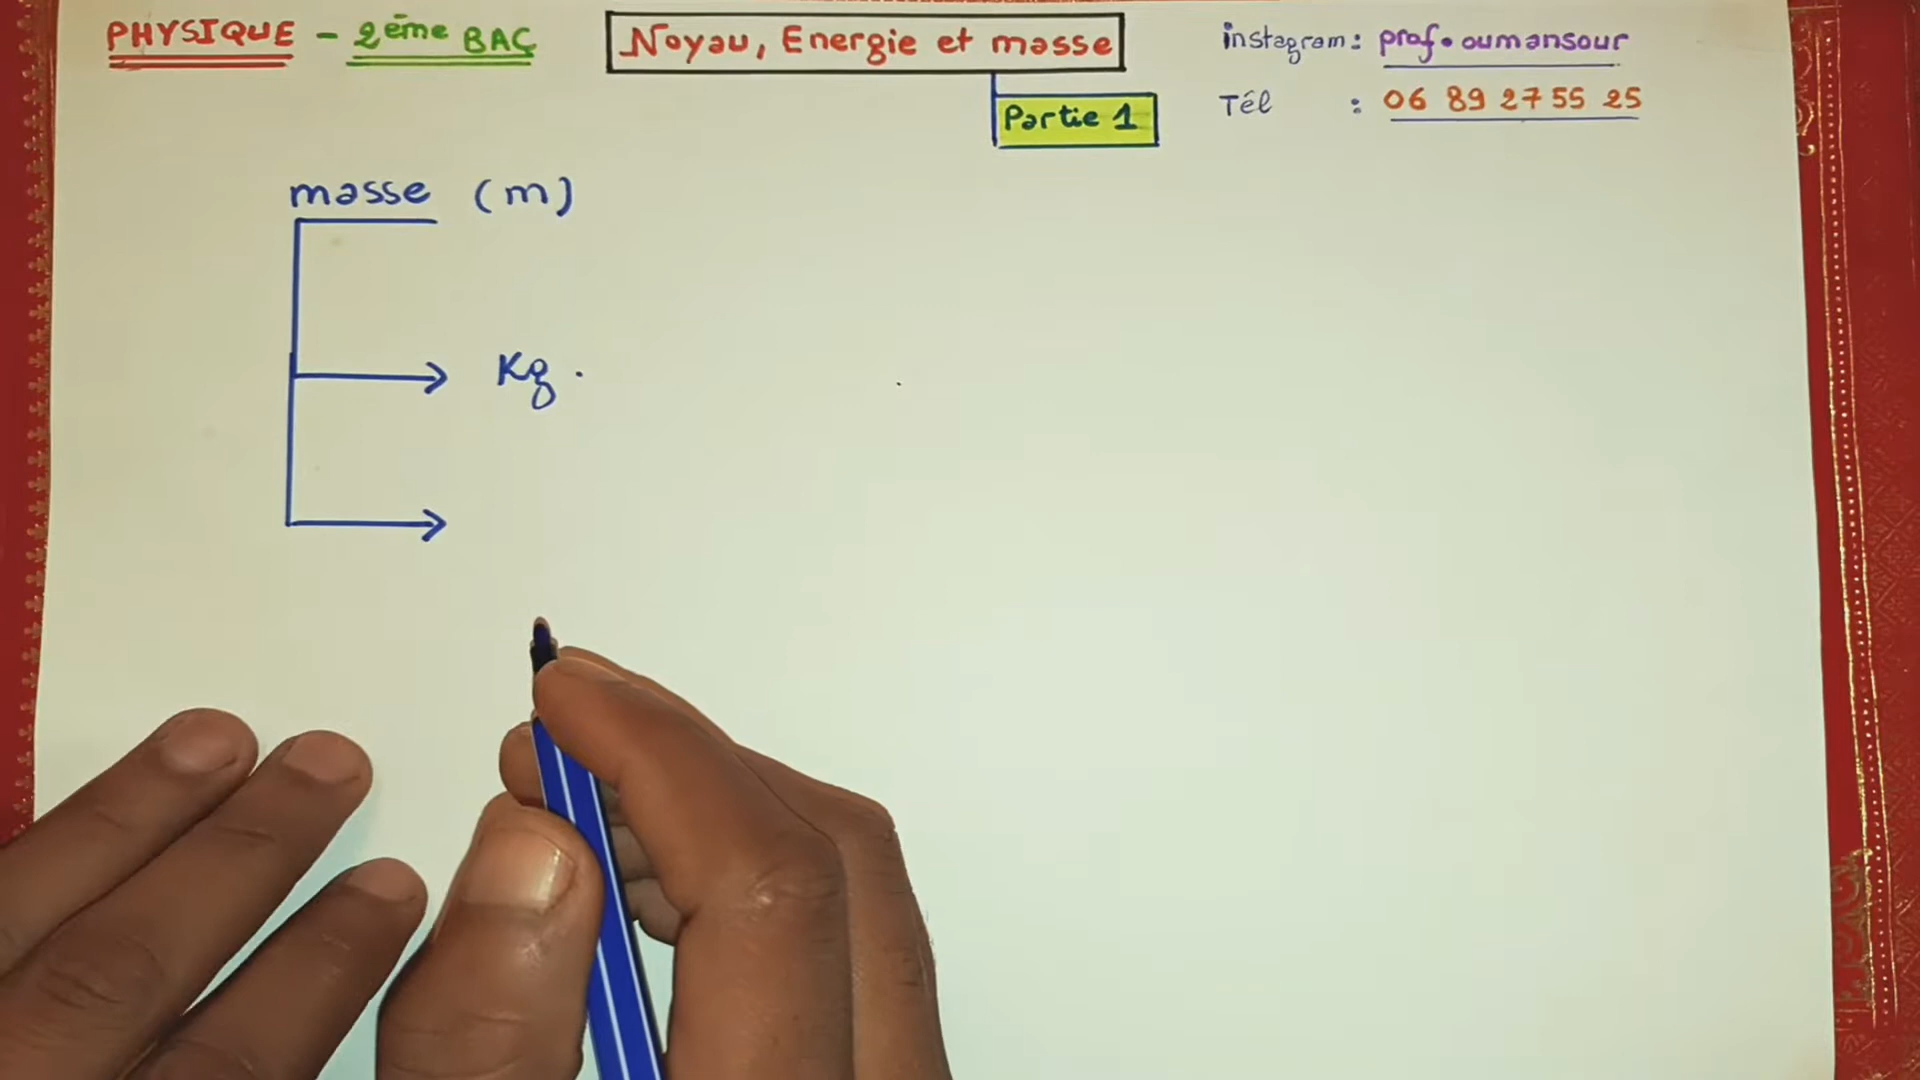 PHYSIQUE - 2ème BAC
Noyau, Energie et masse
Partie 1
instagram: prof.oumansour
Tél : 06 89 27 55 25
masse (m)
Kg.